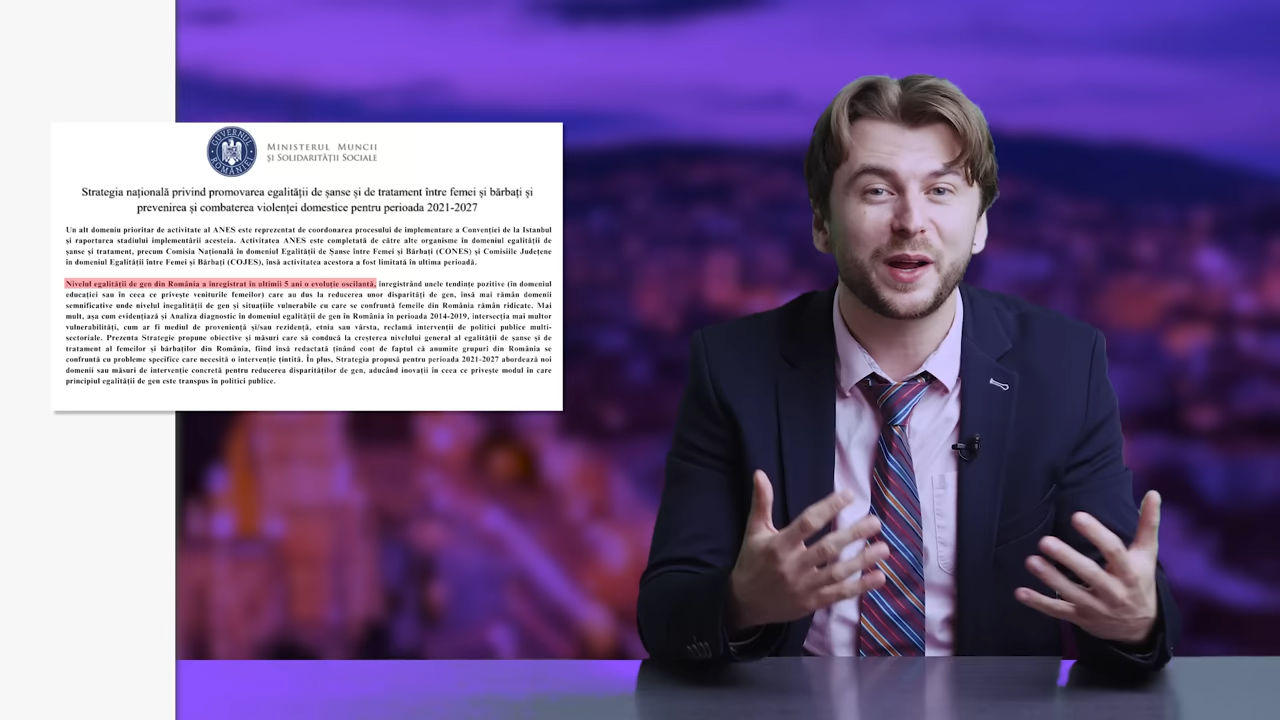 GUVERNUL ROMÂNIEI
MINISTERUL MUNCII
ȘI SOLIDARITĂȚII SOCIALE
Strategia națională privind promovarea egalității de șanse și de tratament între femei și bărbați și
prevenirea și combaterea violenței domestice pentru perioada 2021-2027
Un alt domeniu prioritar de activitate al ANES este reprezentat de coordonarea procesului de implementare a Convenției de la Istanbul
și raportarea stadiului implementării acesteia. Activitatea ANES este completată de către alte organisme în domeniul egalității de
șanse și tratament, precum Comisia Națională în domeniul Egalității de Șanse între Femei și Bărbați (CONES) și Comisiile Județene
în domeniul Egalității între Femei și Bărbați (COJES), însă activitatea acestora a fost limitată în ultima perioadă.
Nivelul egalității de gen din România a înregistrat în ultimii 5 ani o evoluție oscilantă, înregistrând unele tendințe pozitive (în domeniul
educației sau în ceea ce privește veniturile femeilor) care au dus la reducerea unor disparități de gen, însă mai rămân domenii
semnificative unde nivelul inegalității de gen și situațiile vulnerabile cu care se confruntă femeile din România rămân ridicate. Mai
mult, așa cum evidențiază și Analiza diagnostic în domeniul egalității de gen în România în perioada 2014-2019, intersecția mai multor
vulnerabilități, cum ar fi mediul de proveniență și/sau rezidență, etnia sau vârsta, reclamă intervenții de politici publice multi-
sectoriale. Prezenta Strategie propune obiective și măsuri care să conducă la creșterea nivelului general al egalității de șanse și de
tratament al femeilor și bărbaților din România, fiind însă redactată ținând cont de faptul că anumite grupuri din România se
confruntă cu probleme specifice care necesită o intervenție țintită. În plus, Strategia propusă pentru perioada 2021-2027 abordează noi
domenii sau măsuri de intervenție concretă pentru reducerea disparităților de gen, aducând inovații în ceea ce privește modul în care
principiul egalității de gen este transpus în politici publice.